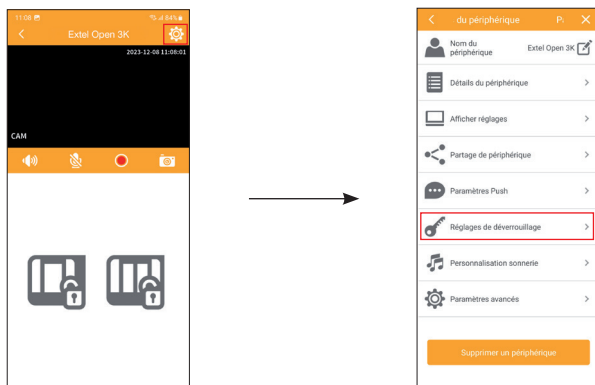 11:08
84%
Extel Open 3K
2023-12-08 11:08:01
CAM
du périphérique
Nom du
périphérique
Extel Open 3K
Détails du périphérique
Afficher réglages
Partage de périphérique
Paramètres Push
Réglages de déverrouillage
Personnalisation sonnerie
Paramètres avancés
Supprimer un périphérique